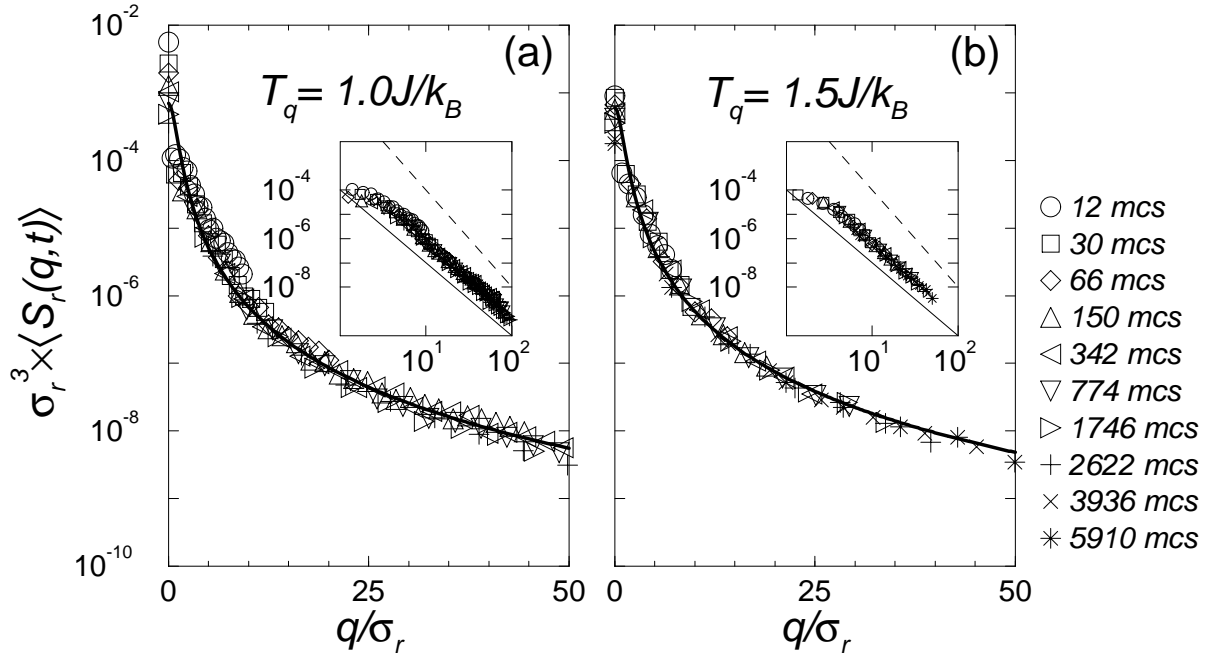 (a)
T_q= 1.0J/k_B
(b)
T_q= 1.5J/k_B
σ_r^3×⟨S_r(q,t)⟩
10^-2
10^-4
10^-6
10^-8
10^-10
0
25
50
q/σ_r
10^-4
10^-6
10^-8
10^1
10^2
0
25
50
q/σ_r
10^-4
10^-6
10^-8
10^1
10^2
12 mcs
30 mcs
66 mcs
150 mcs
342 mcs
774 mcs
1746 mcs
2622 mcs
3936 mcs
5910 mcs